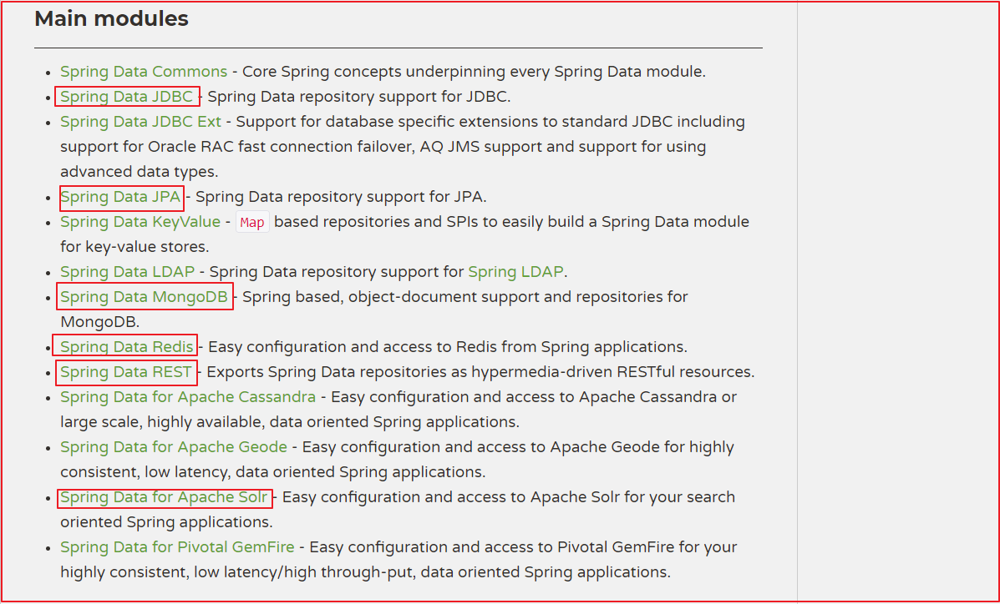 Main modules
Spring Data Commons - Core Spring concepts underpinning every Spring Data module.
Spring Data JDBC - Spring Data repository support for JDBC.
Spring Data JDBC Ext - Support for database specific extensions to standard JDBC including
support for Oracle RAC fast connection failover, AQ JMS support and support for using
advanced data types.
Spring Data JPA - Spring Data repository support for JPA.
Spring Data KeyValue - Map based repositories and SPIs to easily build a Spring Data module
for key-value stores.
Spring Data LDAP - Spring Data repository support for Spring LDAP.
Spring Data MongoDB - Spring based, object-document support and repositories for
MongoDB.
Spring Data Redis - Easy configuration and access to Redis from Spring applications.
Spring Data REST - Exports Spring Data repositories as hypermedia-driven RESTful resources.
Spring Data for Apache Cassandra - Easy configuration and access to Apache Cassandra or
large scale, highly available, data oriented Spring applications.
Spring Data for Apache Geode - Easy configuration and access to Apache Geode for highly
consistent, low latency, data oriented Spring applications.
Spring Data for Apache Solr - Easy configuration and access to Apache Solr for your search
oriented Spring applications.
Spring Data for Pivotal GemFire - Easy configuration and access to Pivotal GemFire for your
highly consistent, low latency/high through-put, data oriented Spring applications.